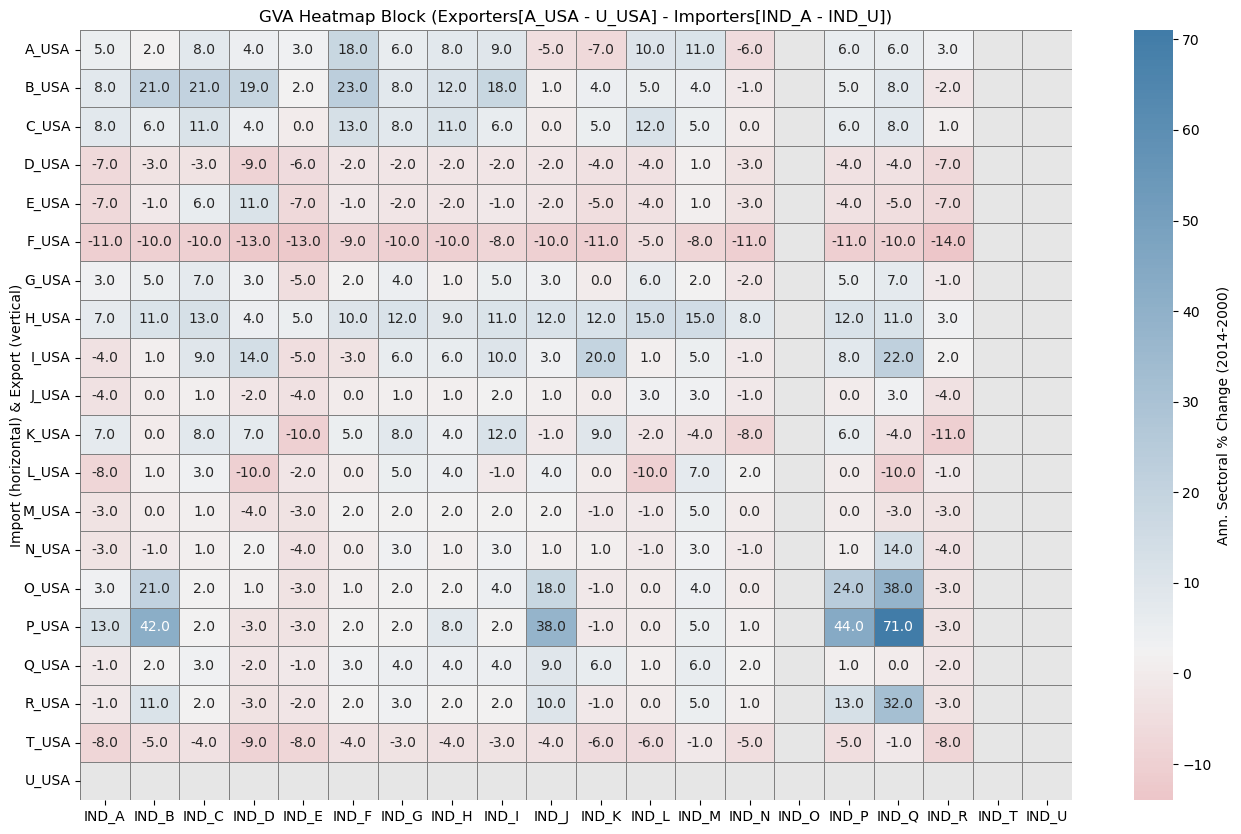 GVA Heatmap Block (Exporters[A_USA - U_USA] - Importers[IND_A - IND_U])
Import (horizontal) & Export (vertical)
A_USA 5.0 2.0 8.0 4.0 3.0 18.0 6.0 8.0 9.0 -5.0 -7.0 10.0 11.0 -6.0 6.0 6.0 3.0
B_USA 8.0 21.0 21.0 19.0 2.0 23.0 8.0 12.0 18.0 1.0 4.0 5.0 4.0 -1.0 5.0 8.0 -2.0
C_USA 8.0 6.0 11.0 4.0 0.0 13.0 8.0 11.0 6.0 0.0 5.0 12.0 5.0 0.0 6.0 8.0 1.0
D_USA -7.0 -3.0 -3.0 -9.0 -6.0 -2.0 -2.0 -2.0 -2.0 -2.0 -4.0 -4.0 1.0 -3.0 -4.0 -4.0 -7.0
E_USA -7.0 -1.0 6.0 11.0 -7.0 -1.0 -2.0 -2.0 -1.0 -2.0 -5.0 -4.0 1.0 -3.0 -4.0 -5.0 -7.0
F_USA -11.0 -10.0 -10.0 -13.0 -13.0 -9.0 -10.0 -10.0 -8.0 -10.0 -11.0 -5.0 -8.0 -11.0 -11.0 -10.0 -14.0
G_USA 3.0 5.0 7.0 3.0 -5.0 2.0 4.0 1.0 5.0 3.0 0.0 6.0 2.0 -2.0 5.0 7.0 -1.0
H_USA 7.0 11.0 13.0 4.0 5.0 10.0 12.0 9.0 11.0 12.0 12.0 15.0 15.0 8.0 12.0 11.0 3.0
I_USA -4.0 1.0 9.0 14.0 -5.0 -3.0 6.0 6.0 10.0 3.0 20.0 1.0 5.0 -1.0 8.0 22.0 2.0
J_USA -4.0 0.0 1.0 -2.0 -4.0 0.0 1.0 1.0 2.0 1.0 0.0 3.0 3.0 -1.0 0.0 3.0 -4.0
K_USA 7.0 0.0 8.0 7.0 -10.0 5.0 8.0 4.0 12.0 -1.0 9.0 -2.0 -4.0 -8.0 6.0 -4.0 -11.0
L_USA -8.0 1.0 3.0 -10.0 -2.0 0.0 5.0 4.0 -1.0 4.0 0.0 -10.0 7.0 2.0 0.0 -10.0 -1.0
M_USA -3.0 0.0 1.0 -4.0 -3.0 2.0 2.0 2.0 2.0 2.0 -1.0 -1.0 5.0 0.0 0.0 -3.0 -3.0
N_USA -3.0 -1.0 1.0 2.0 -4.0 0.0 3.0 1.0 3.0 1.0 1.0 -1.0 3.0 -1.0 1.0 14.0 -4.0
O_USA 3.0 21.0 2.0 1.0 -3.0 1.0 2.0 2.0 4.0 18.0 -1.0 0.0 4.0 0.0 24.0 38.0 -3.0
P_USA 13.0 42.0 2.0 -3.0 -3.0 2.0 2.0 8.0 2.0 38.0 -1.0 0.0 5.0 1.0 44.0 71.0 -3.0
Q_USA -1.0 2.0 3.0 -2.0 -1.0 3.0 4.0 4.0 4.0 9.0 6.0 1.0 6.0 2.0 1.0 0.0 -2.0
R_USA -1.0 11.0 2.0 -3.0 -2.0 2.0 3.0 2.0 2.0 10.0 -1.0 0.0 5.0 1.0 13.0 32.0 -3.0
T_USA -8.0 -5.0 -4.0 -9.0 -8.0 -4.0 -3.0 -4.0 -3.0 -4.0 -6.0 -6.0 -1.0 -5.0 -5.0 -1.0 -8.0
U_USA
IND_A IND_B IND_C IND_D IND_E IND_F IND_G IND_H IND_I IND_J IND_K IND_L IND_M IND_N IND_O IND_P IND_Q IND_R IND_T IND_U
70
60
50
40
30
20
10
0
−10
Ann. Sectoral % Change (2014-2000)